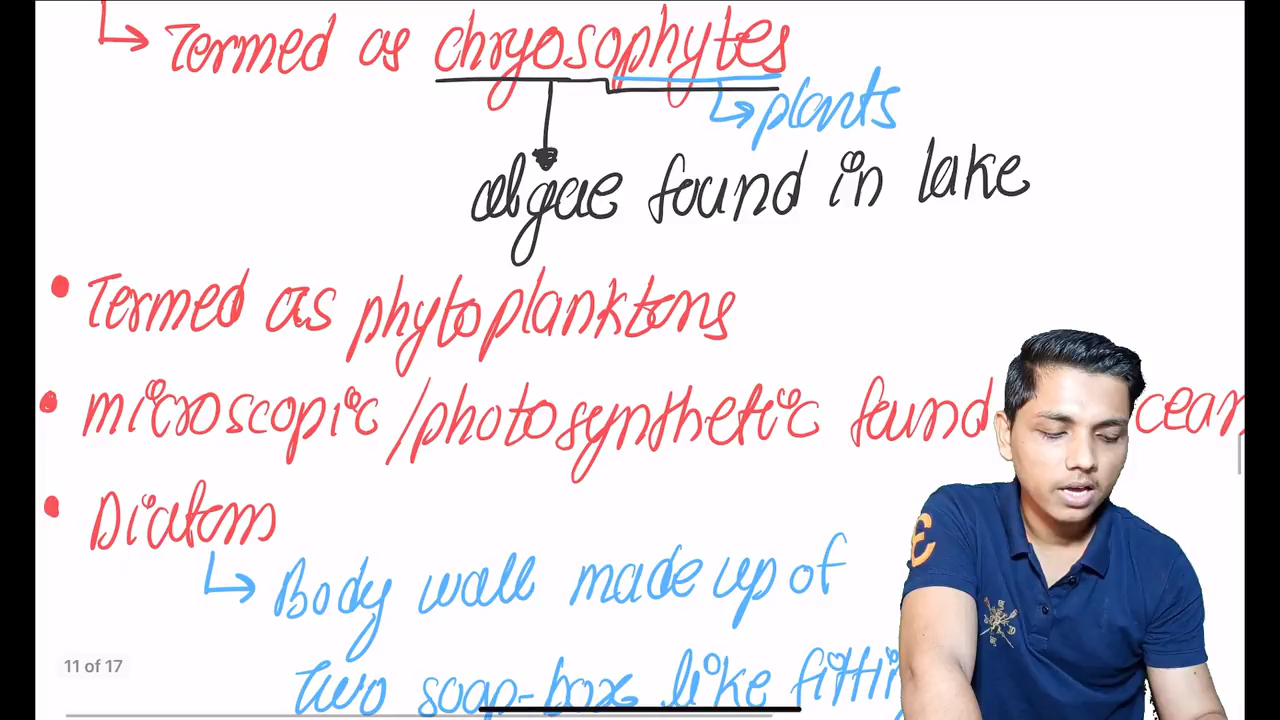 Termed as chryosophytes
plants
algae found in lake
• Termed as phytoplanktons
• microscopic /photosynthetic found
• Diatom
Body wall made up of
Two soap-box like
11 of 17